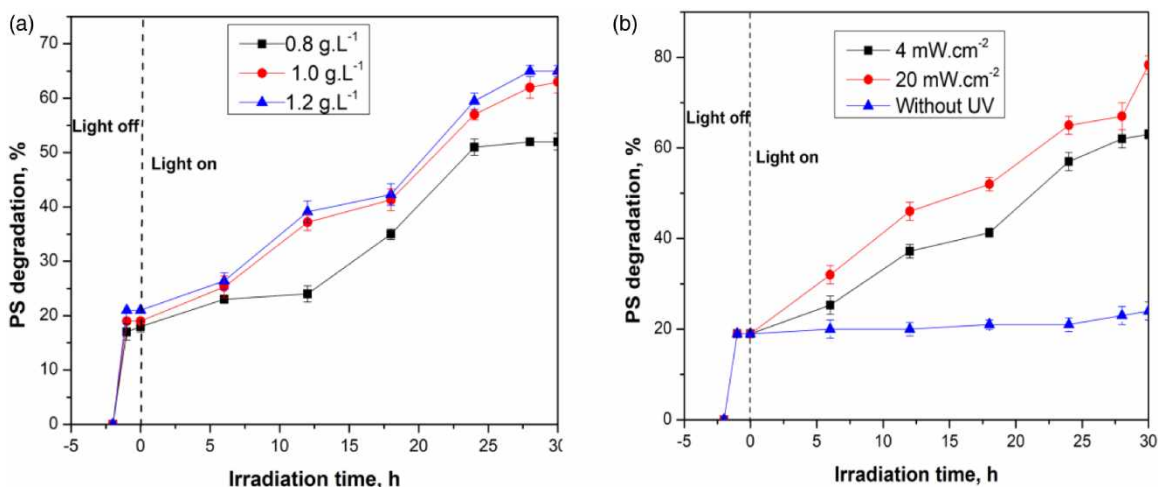 (a)
0.8 g.L-1
1.0 g.L-1
1.2 g.L-1
Light off
Light on
PS degradation, %
70
60
50
40
30
20
10
0
-5
0
5
10
15
20
25
30
Irradiation time, h
(b)
4 mW.cm-2
20 mW.cm-2
Without UV
Light off
Light on
PS degradation, %
80
60
40
20
0
-5
0
5
10
15
20
25
30
Irradiation time, h